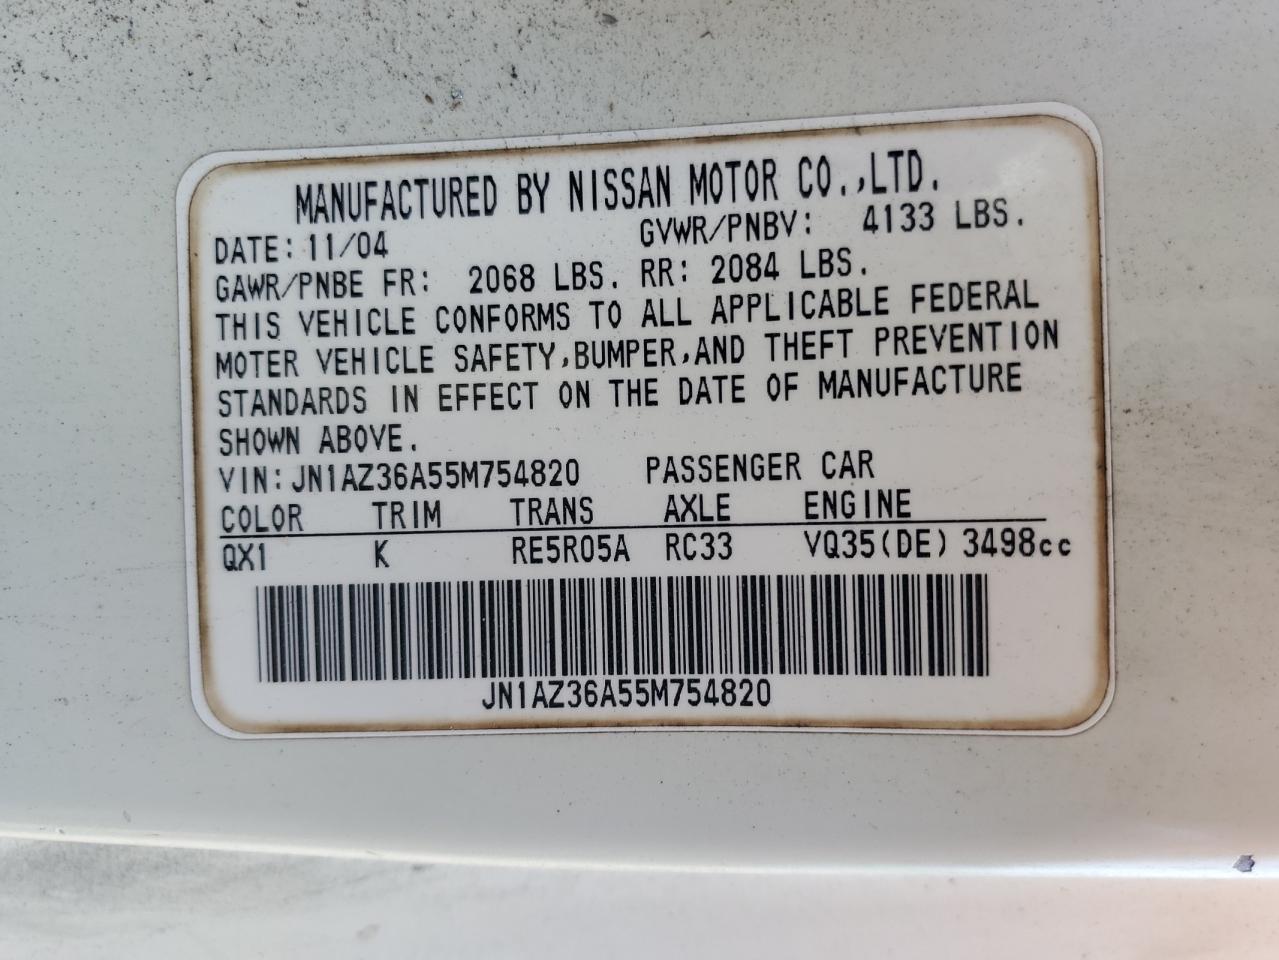 MANUFACTURED BY NISSAN MOTOR CO.,LTD.
DATE: 11/04 GVWR/PNBV: 4133 LBS.
GAWR/PNBE FR: 2068 LBS. RR: 2084 LBS.
THIS VEHICLE CONFORMS TO ALL APPLICABLE FEDERAL
MOTER VEHICLE SAFETY,BUMPER,AND THEFT PREVENTION
STANDARDS IN EFFECT ON THE DATE OF MANUFACTURE
SHOWN ABOVE.
VIN: JN1AZ36A55M754820 PASSENGER CAR
COLOR TRIM TRANS AXLE ENGINE
QX1 K RE5R05A RC33 VQ35(DE) 3498cc
JN1AZ36A55M754820